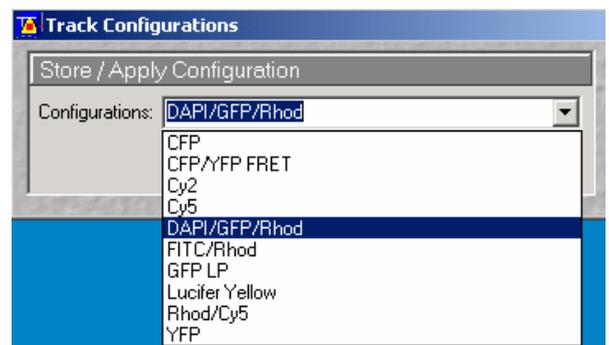 Track Configurations
Store / Apply Configuration
Configurations: DAPI/GFP/Rhod
CFP
CFP/YFP FRET
Cy2
Cy5
DAPI/GFP/Rhod
FITC/Rhod
GFP LP
Lucifer Yellow
Rhod/Cy5
YFP